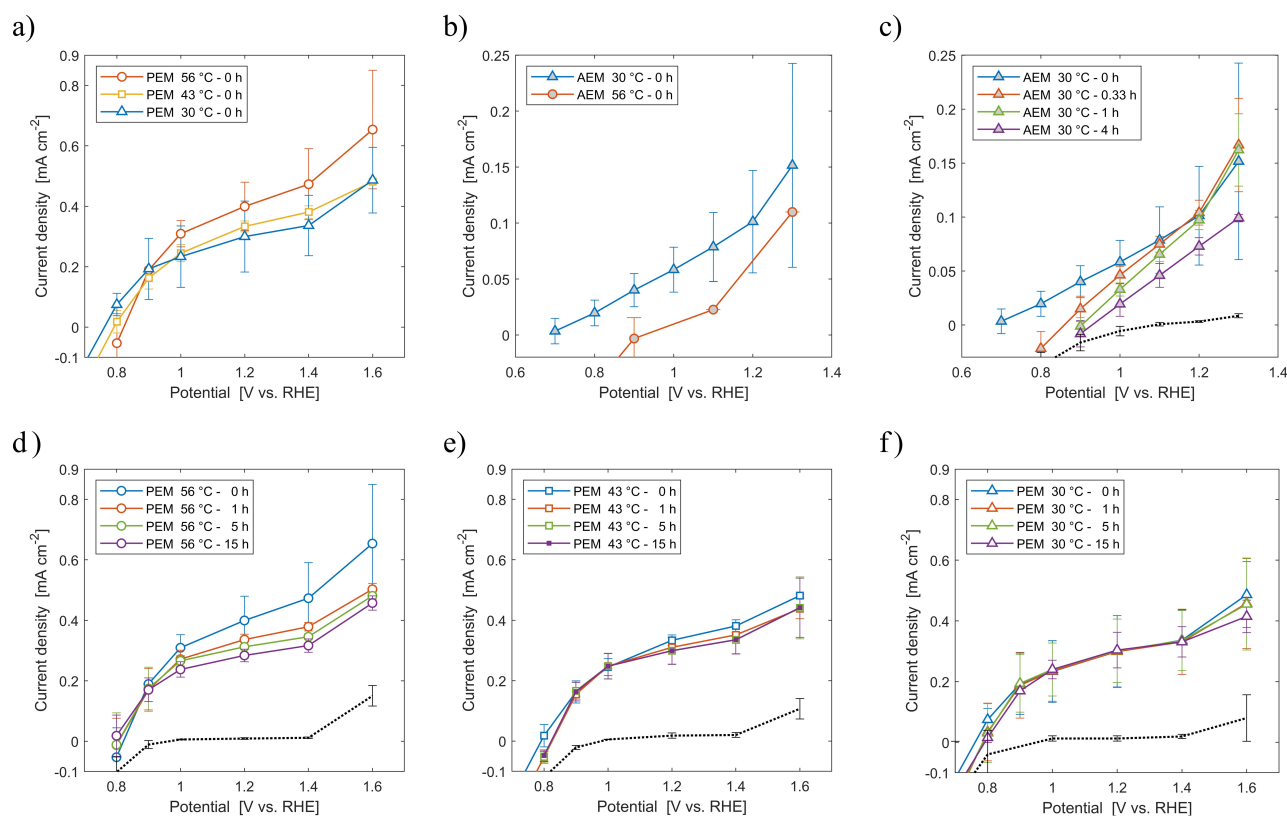 a)
0.9
0.8
0.6
0.4
0.2
0
-0.1
Current density [mA cm-2]
PEM 56 °C - 0 h
PEM 43 °C - 0 h
PEM 30 °C - 0 h
0.8 1 1.2 1.4 1.6
Potential [V vs. RHE]
b)
0.25
0.2
0.15
0.1
0.05
0
Current density [mA cm-2]
AEM 30 °C - 0 h
AEM 56 °C - 0 h
0.6 0.8 1 1.2 1.4
Potential [V vs. RHE]
c)
0.25
0.2
0.15
0.1
0.05
0
Current density [mA cm-2]
AEM 30 °C - 0 h
AEM 30 °C - 0.33 h
AEM 30 °C - 1 h
AEM 30 °C - 4 h
0.6 0.8 1 1.2 1.4
Potential [V vs. RHE]
d)
0.9
0.8
0.6
0.4
0.2
0
-0.1
Current density [mA cm-2]
PEM 56 °C - 0 h
PEM 56 °C - 1 h
PEM 56 °C - 5 h
PEM 56 °C - 15 h
0.8 1 1.2 1.4 1.6
Potential [V vs. RHE]
e)
0.9
0.8
0.6
0.4
0.2
0
-0.1
Current density [mA cm-2]
PEM 43 °C - 0 h
PEM 43 °C - 1 h
PEM 43 °C - 5 h
PEM 43 °C - 15 h
0.8 1 1.2 1.4 1.6
Potential [V vs. RHE]
f)
0.9
0.8
0.6
0.4
0.2
0
-0.1
Current density [mA cm-2]
PEM 30 °C - 0 h
PEM 30 °C - 1 h
PEM 30 °C - 5 h
PEM 30 °C - 15 h
0.8 1 1.2 1.4 1.6
Potential [V vs. RHE]